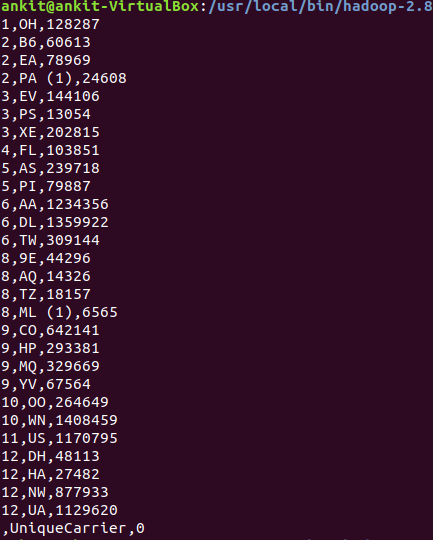 ankit@ankit-VirtualBox:/usr/local/bin/hadoop-2.8
1,OH,128287
2,B6,60613
2,EA,78969
2,PA (1),24608
3,EV,144106
3,PS,13054
3,XE,202815
4,FL,103851
5,AS,239718
5,PI,79887
6,AA,1234356
6,DL,1359922
6,TW,309144
8,9E,44296
8,AQ,14326
8,TZ,18157
8,ML (1),6565
9,CO,642141
9,HP,293381
9,MQ,329669
9,YV,67564
10,OO,264649
10,WN,1408459
11,US,1170795
12,DH,48113
12,HA,27482
12,NW,877933
12,UA,1129620
,UniqueCarrier,0